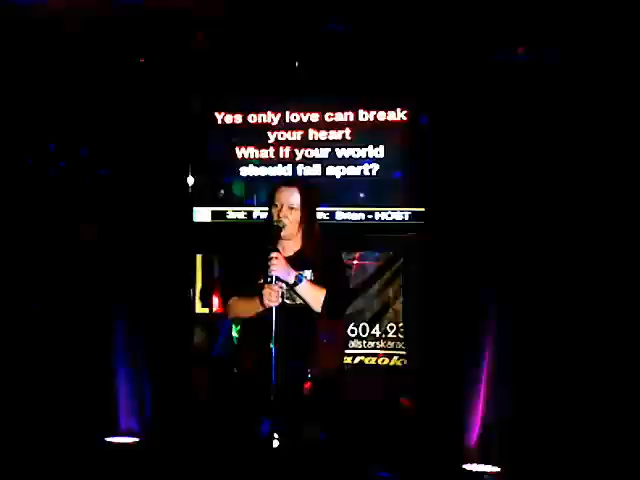 Yes only love can break
your heart
What if your world
should fall apart?
Brian - HOST
604.23
allstarskarao
araok